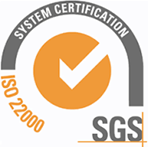 SYSTEM CERTIFICATION
ISO 22000
SGS